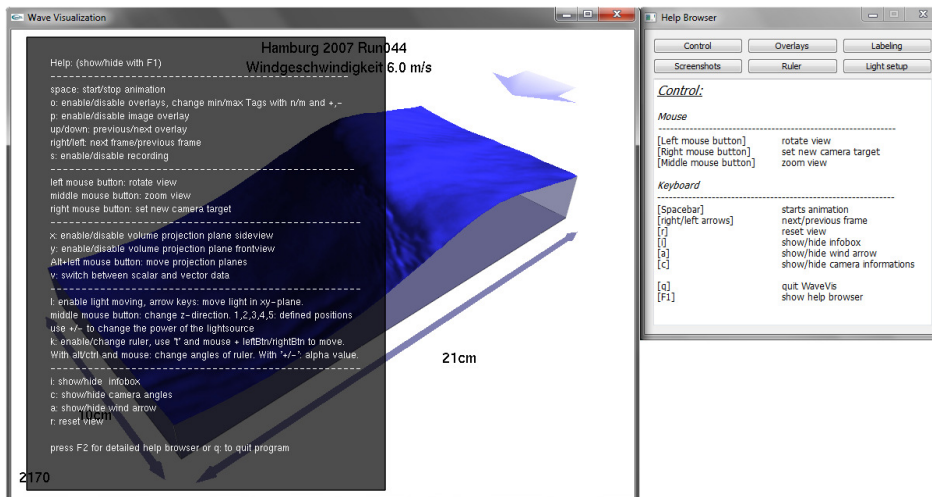 Wave Visualization
Hamburg 2007 Run044
Windgeschwindigkeit 6.0 m/s
Help: (show/hide with F1)
space: start/stop animation
o: enable/disable overlays, change min/max Tags with n/m and +,-
p: enable/disable image overlay
up/down: previous/next overlay
right/left: next frame/previous frame
s: enable/disable recording
left mouse button: rotate view
middle mouse button: zoom view
right mouse button: set new camera target
x: enable/disable volume projection plane sideview
y: enable/disable volume projection plane frontview
Alt+left mouse button: move projection planes
v: switch between scalar and vector data
l: enable light moving, arrow keys: move light in xy-plane.
middle mouse button: change z-direction. 1,2,3,4,5: defined positions
use +/- to change the power of the lightsource
k: enable/change ruler, use 't' and mouse + leftBtn/rightBtn to move.
With alt/ctrl and mouse: change angles of ruler. With '+/-': alpha value.
i: show/hide infobox
c: show/hide camera angles
a: show/hide wind arrow
r: reset view
press F2 for detailed help browser or q: to quit program
21cm
10cm
2170
Help Browser
Control Overlays Labeling
Screenshots Ruler Light setup
Control:
Mouse
[Left mouse button] rotate view
[Right mouse button] set new camera target
[Middle mouse button] zoom view
Keyboard
[Spacebar] starts animation
[right/left arrows] next/previous frame
[r] reset view
[i] show/hide infobox
[a] show/hide wind arrow
[c] show/hide camera informations
[q] quit WaveVis
[F1] show help browser